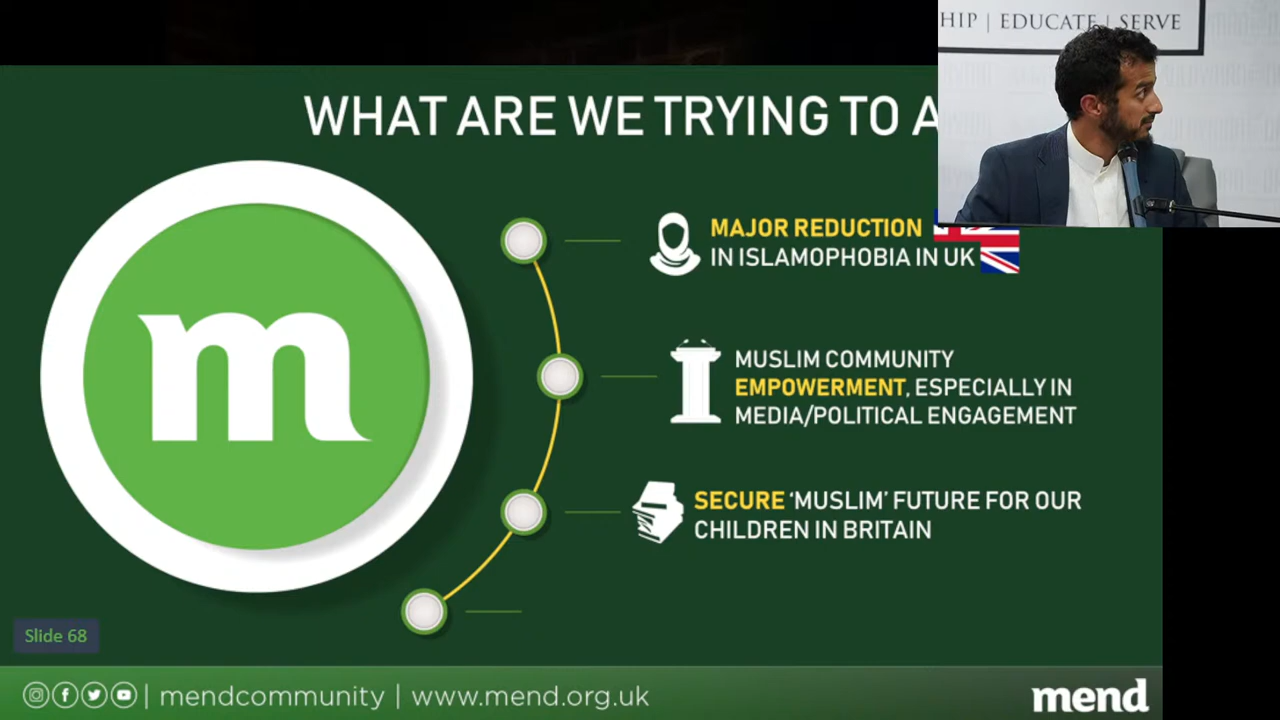 HIP | EDUCATE | SERVE
WHAT ARE WE TRYING TO A
MAJOR REDUCTION
IN ISLAMOPHOBIA IN UK
MUSLIM COMMUNITY
EMPOWERMENT, ESPECIALLY IN
MEDIA/POLITICAL ENGAGEMENT
SECURE ‘MUSLIM’ FUTURE FOR OUR
CHILDREN IN BRITAIN
m
Slide 68
| mendcommunity | www.mend.org.uk
mend